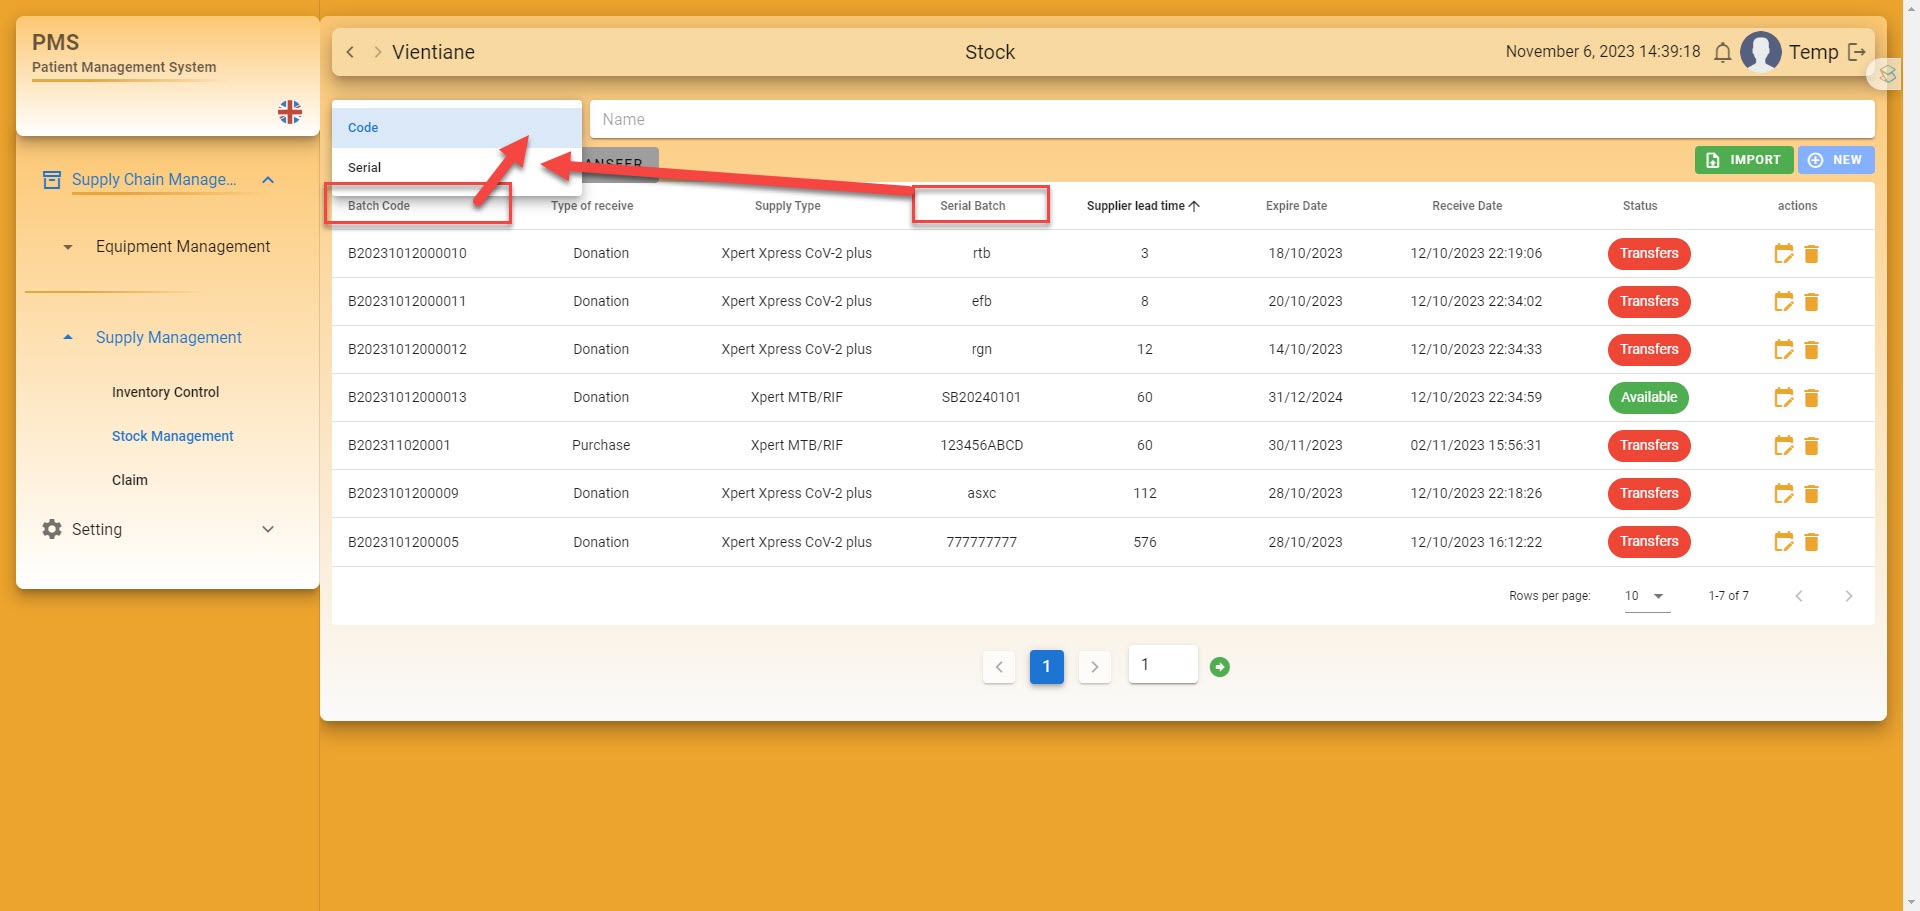 PMS
Patient Management System
Supply Chain Manage...
Equipment Management
Supply Management
Inventory Control
Stock Management
Claim
Setting
Vientiane
Stock
November 6, 2023 14:39:18
Temp
Code
Serial
Name
ANSFER
IMPORT
NEW
Batch Code Type of receive Supply Type Serial Batch Supplier lead time Expire Date Receive Date Status actions
B20231012000010 Donation Xpert Xpress CoV-2 plus rtb 3 18/10/2023 12/10/2023 22:19:06 Transfers
B20231012000011 Donation Xpert Xpress CoV-2 plus efb 8 20/10/2023 12/10/2023 22:34:02 Transfers
B20231012000012 Donation Xpert Xpress CoV-2 plus rgn 12 14/10/2023 12/10/2023 22:34:33 Transfers
B20231012000013 Donation Xpert MTB/RIF SB20240101 60 31/12/2024 12/10/2023 22:34:59 Available
B202311020001 Purchase Xpert MTB/RIF 123456ABCD 60 30/11/2023 02/11/2023 15:56:31 Transfers
B2023101200009 Donation Xpert Xpress CoV-2 plus asxc 112 28/10/2023 12/10/2023 22:18:26 Transfers
B2023101200005 Donation Xpert Xpress CoV-2 plus 777777777 576 28/10/2023 12/10/2023 16:12:22 Transfers
Rows per page: 10 1-7 of 7
1 1